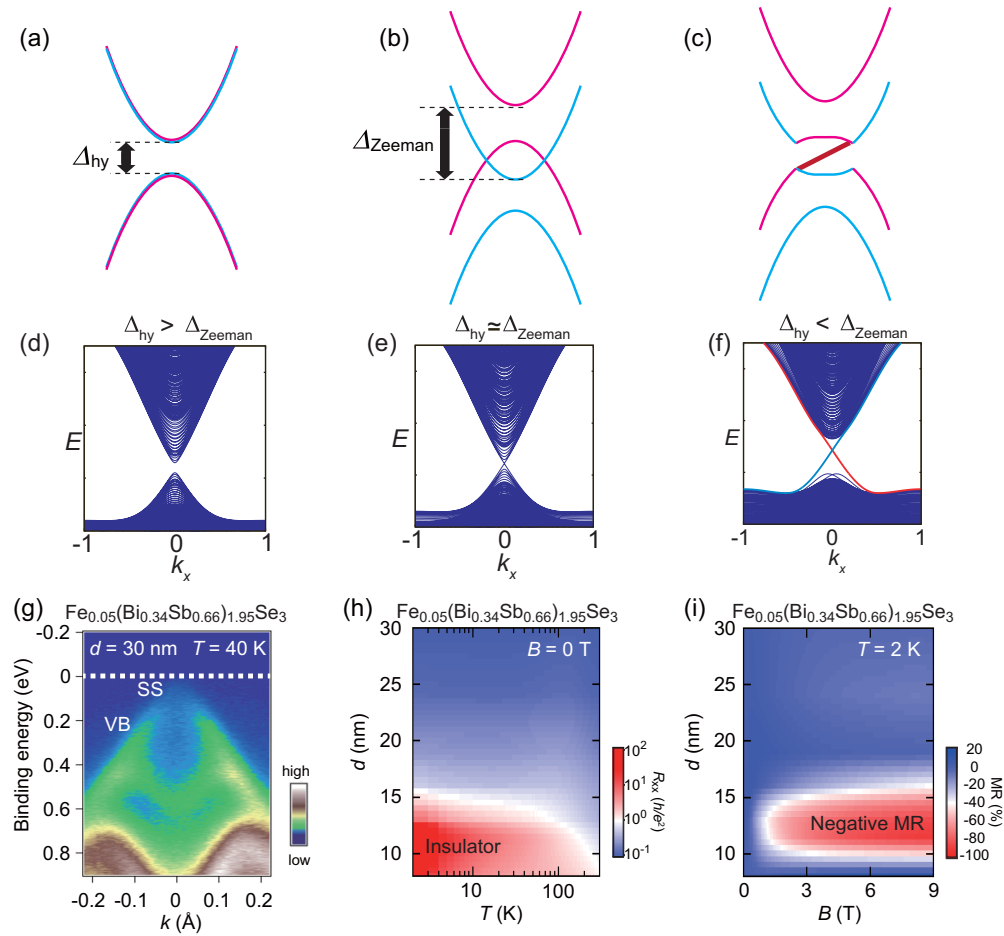 (a)
(b)
(c)
Δhy
ΔZeeman
Δhy > ΔZeeman
Δhy ≃ ΔZeeman
Δhy < ΔZeeman
(d)
(e)
(f)
E
E
E
-1 0 1
-1 0 1
-1 0 1
kx
kx
kx
(g)
Fe0.05(Bi0.34Sb0.66)1.95Se3
d = 30 nm T = 40 K
SS
VB
-0.2
0
0.2
0.4
0.6
0.8
Binding energy (eV)
-0.2 -0.1 0 0.1 0.2
k (Å)
high
low
(h)
Fe0.05(Bi0.34Sb0.66)1.95Se3
B = 0 T
30
25
20
15
10
d (nm)
Insulator
10 100
T (K)
10²
10¹
10⁰
10⁻¹
Rxx (h/e²)
(i)
Fe0.05(Bi0.34Sb0.66)1.95Se3
T = 2 K
30
25
20
15
10
d (nm)
Negative MR
0 3 6 9
B (T)
20
0
-20
-40
-60
-80
-100
MR (%)